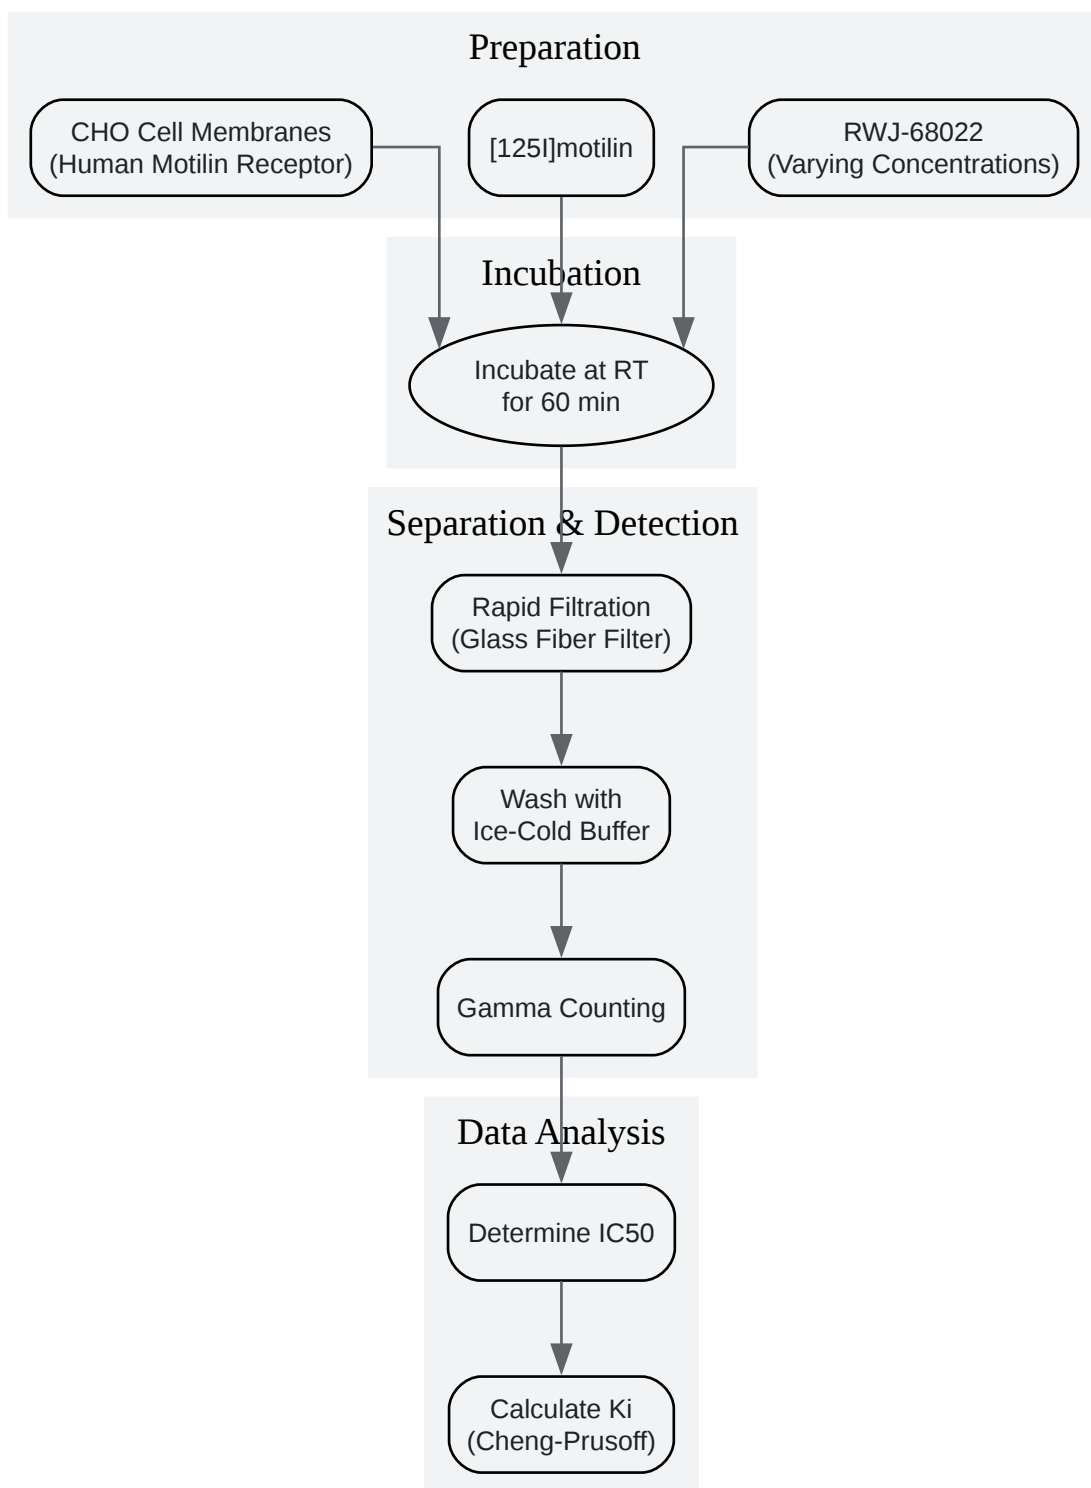 Preparation
CHO Cell Membranes
(Human Motilin Receptor)
[125I]motilin
RWJ-68022
(Varying Concentrations)
Incubation
Incubate at RT
for 60 min
Separation & Detection
Rapid Filtration
(Glass Fiber Filter)
Wash with
Ice-Cold Buffer
Gamma Counting
Data Analysis
Determine IC50
Calculate Ki
(Cheng-Prusoff)